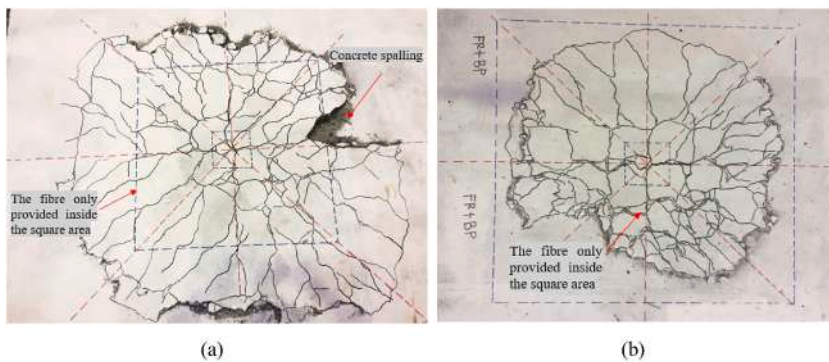 Concrete spalling
The fibre only
provided inside
the square area
(a)
FR+BP
FR+BP
The fibre only
provided inside
the square area
(b)